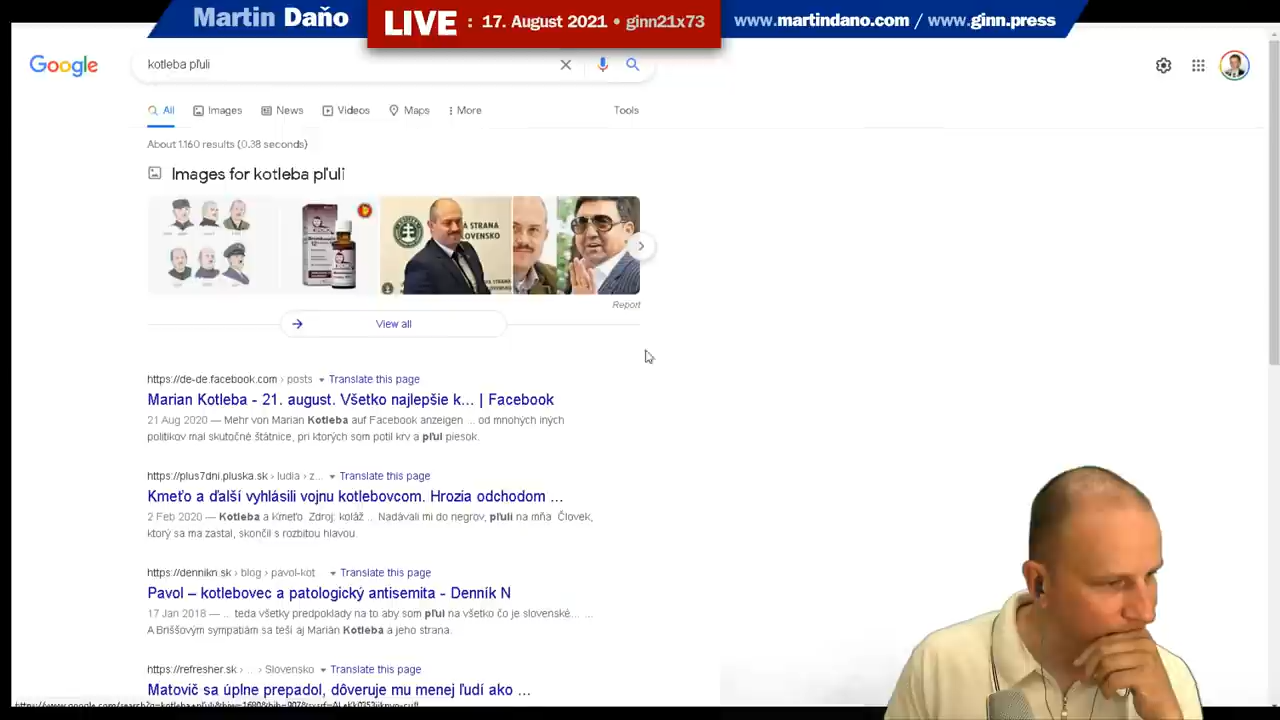 Martin Daňo
LIVE : 17. August 2021 • ginn21x73
www.martindano.com / www.ginn.press
Google
kotleba pľuli
All
Images
News
Videos
Maps
More
Tools
About 1.160 results (0.38 seconds)
Images for kotleba pľuli
STRANA
SLOVENSKO
Report
View all
https://de-de.facebook.com › posts Translate this page
Marian Kotleba - 21. august. Všetko najlepšie k... | Facebook
21 Aug 2020 — Mehr von Marian Kotleba auf Facebook anzeigen ... od mnohých iných
politikov mal skutočné štátnice, pri ktorých som potil krv a pľul piesok.
https://plus7dni.pluska.sk › ludia › z... Translate this page
Kmeťo a ďalší vyhlásili vojnu kotlebovcom. Hrozia odchodom ...
2 Feb 2020 — Kotleba a Kmeťo. Zdroj: koláž .. Nadávali mi do negrov, pľuli na mňa Človek,
ktorý sa ma zastal, skončil s rozbitou hlavou.
https://dennikn.sk › blog › pavol-kot Translate this page
Pavol – kotlebovec a patologický antisemita - Denník N
17 Jan 2018 — .. teda všetky predpoklady na to aby som pľul na všetko čo je slovenské... ...
A Briššovým sympatiám sa teší aj Marián Kotleba a jeho strana.
https://refresher.sk › ... › Slovensko Translate this page
Matovič sa úplne prepadol, dôveruje mu menej ľudí ako ...